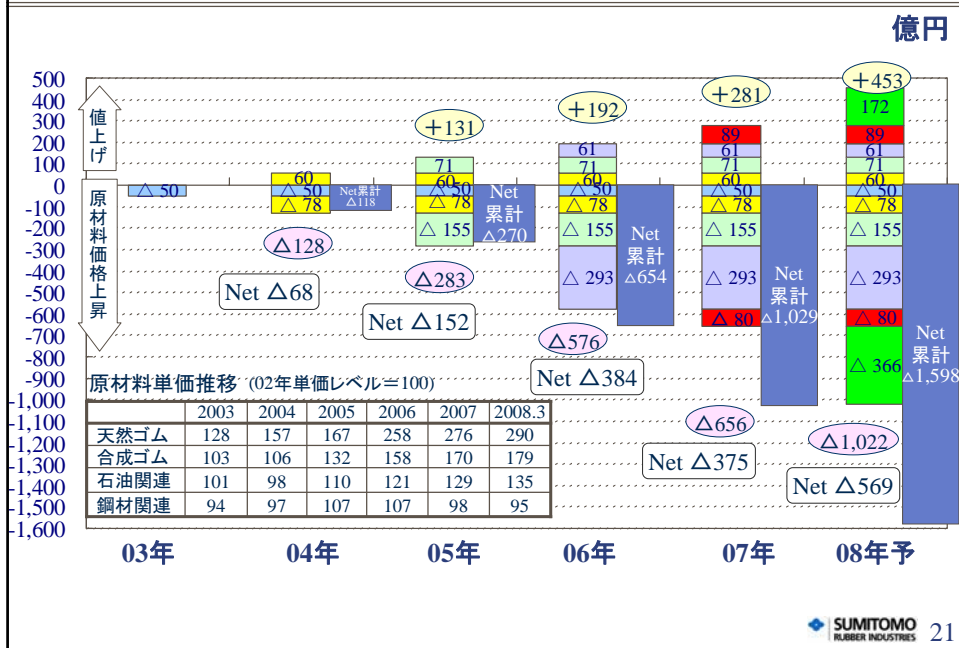 億円
500
400
300
200
100
0
-100
-200
-300
-400
-500
-600
-700
-800
-900
-1,000
-1,100
-1,200
-1,300
-1,400
-1,500
-1,600
値上げ
原材料価格上昇
△ 50
60
△ 50
△ 78
Net累計
△118
△128
Net △68
+131
71
60
△ 50
△ 78
△ 155
Net
累計
△270
△283
Net △152
+192
61
71
60
△ 50
△ 78
△ 155
△ 293
Net
累計
△654
△576
Net △384
+281
89
61
71
60
△ 50
△ 78
△ 155
△ 293
△ 80
Net
累計
△1,029
△656
Net △375
+453
172
89
61
71
60
△ 50
△ 78
△ 155
△ 293
△ 80
△ 366
Net
累計
△1,598
△1,022
Net △569
原材料単価推移 (02年単価レベル=100)
2003 2004 2005 2006 2007 2008.3
天然ゴム 128 157 167 258 276 290
合成ゴム 103 106 132 158 170 179
石油関連 101 98 110 121 129 135
鋼材関連 94 97 107 107 98 95
03年 04年 05年 06年 07年 08年予
SUMITOMO
RUBBER INDUSTRIES
21